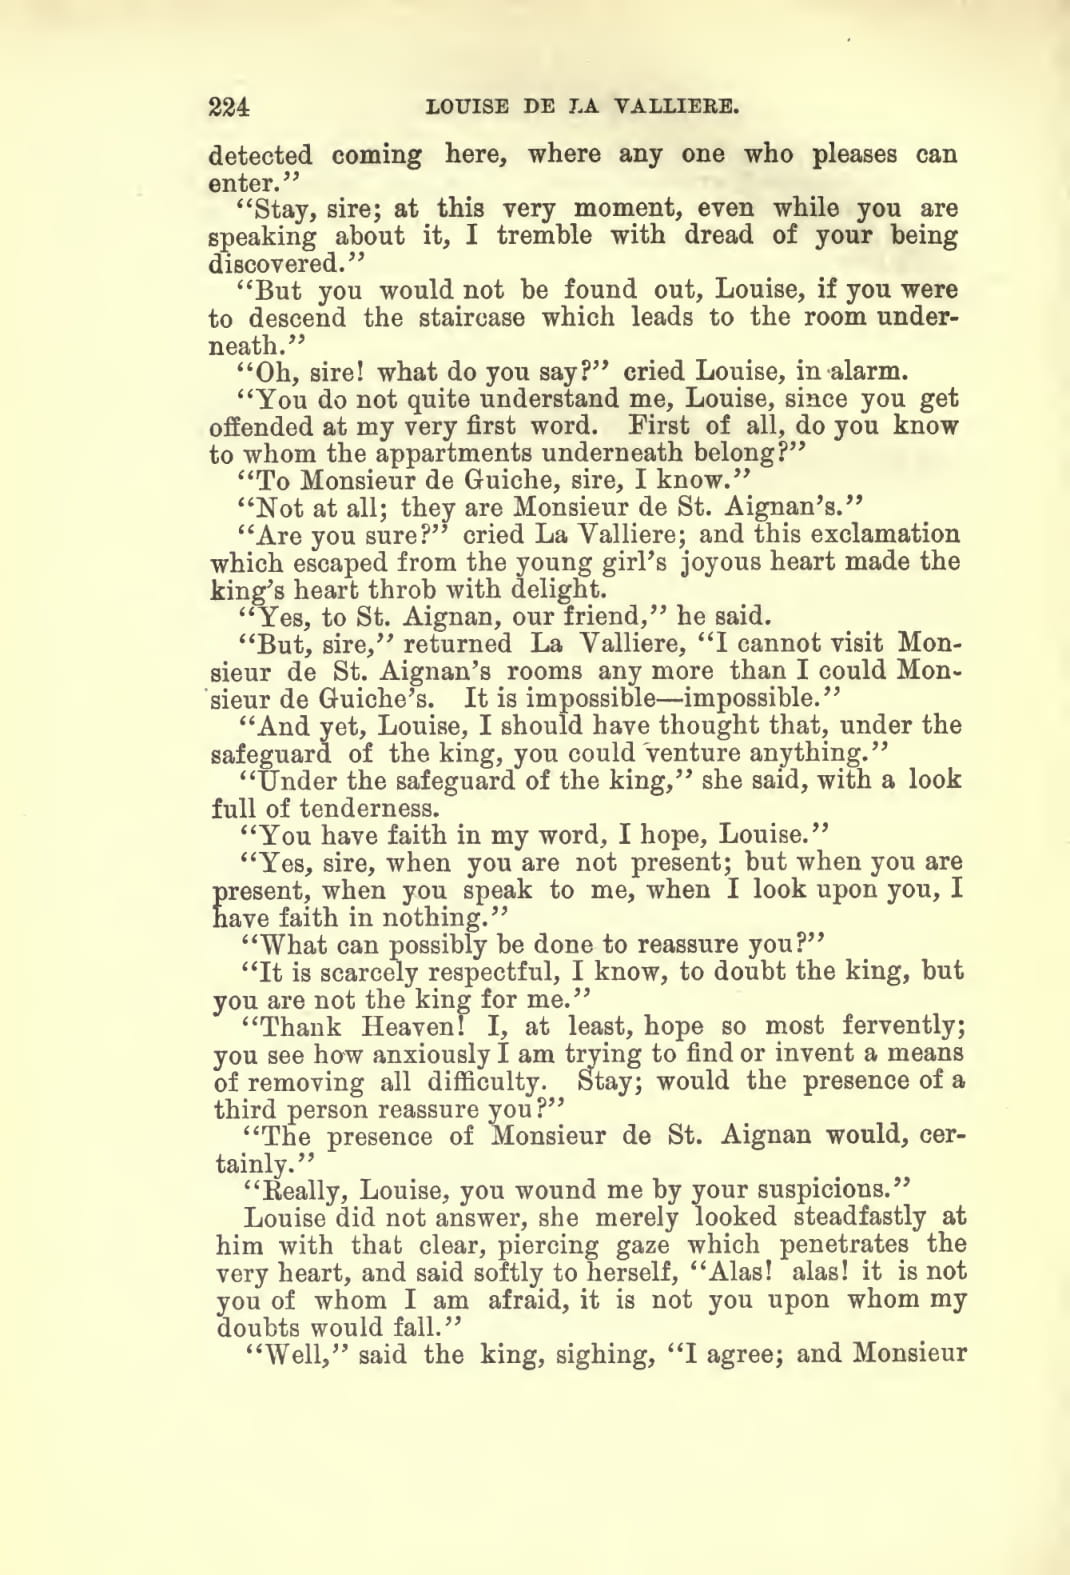 224 LOUISE DE LA VALLIERE.
detected coming here, where any one who pleases can
enter.”
“Stay, sire; at this very moment, even while you are
speaking about it, I tremble with dread of your being
discovered.”
“But you would not be found out, Louise, if you were
to descend the staircase which leads to the room under-
neath.”
“Oh, sire! what do you say?” cried Louise, in alarm.
“You do not quite understand me, Louise, since you get
offended at my very first word. First of all, do you know
to whom the appartments underneath belong?”
“To Monsieur de Guiche, sire, I know.”
“Not at all; they are Monsieur de St. Aignan’s.”
“Are you sure?” cried La Valliere; and this exclamation
which escaped from the young girl’s joyous heart made the
king’s heart throb with delight.
“Yes, to St. Aignan, our friend,” he said.
“But, sire,” returned La Valliere, “I cannot visit Mon-
sieur de St. Aignan’s rooms any more than I could Mon-
sieur de Guiche’s. It is impossible—impossible.”
“And yet, Louise, I should have thought that, under the
safeguard of the king, you could venture anything.”
“Under the safeguard of the king,” she said, with a look
full of tenderness.
“You have faith in my word, I hope, Louise.”
“Yes, sire, when you are not present; but when you are
present, when you speak to me, when I look upon you, I
have faith in nothing.”
“What can possibly be done to reassure you?”
“It is scarcely respectful, I know, to doubt the king, but
you are not the king for me.”
“Thank Heaven! I, at least, hope so most fervently;
you see how anxiously I am trying to find or invent a means
of removing all difficulty. Stay; would the presence of a
third person reassure you?”
“The presence of Monsieur de St. Aignan would, cer-
tainly.”
“Really, Louise, you wound me by your suspicions.”
Louise did not answer, she merely looked steadfastly at
him with that clear, piercing gaze which penetrates the
very heart, and said softly to herself, “Alas! alas! it is not
you of whom I am afraid, it is not you upon whom my
doubts would fall.”
“Well,” said the king, sighing, “I agree; and Monsieur